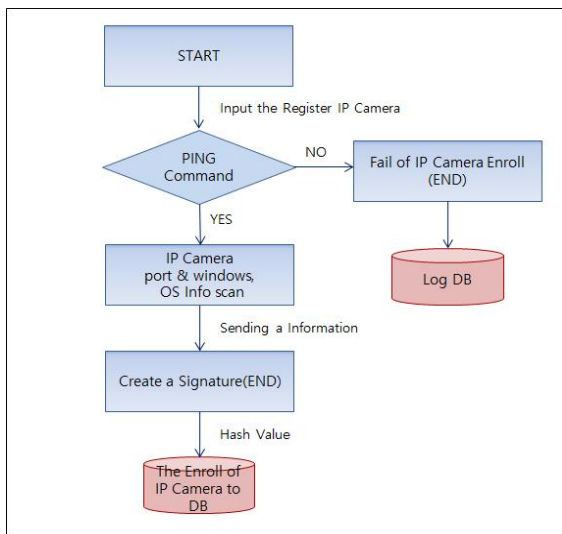 START
Input the Register IP Camera
PING
Command
NO
Fail of IP Camera Enroll
(END)
YES
Log DB
IP Camera
port & windows,
OS Info scan
Sending a Information
Create a Signature(END)
Hash Value
The Enroll of
IP Camera to
DB